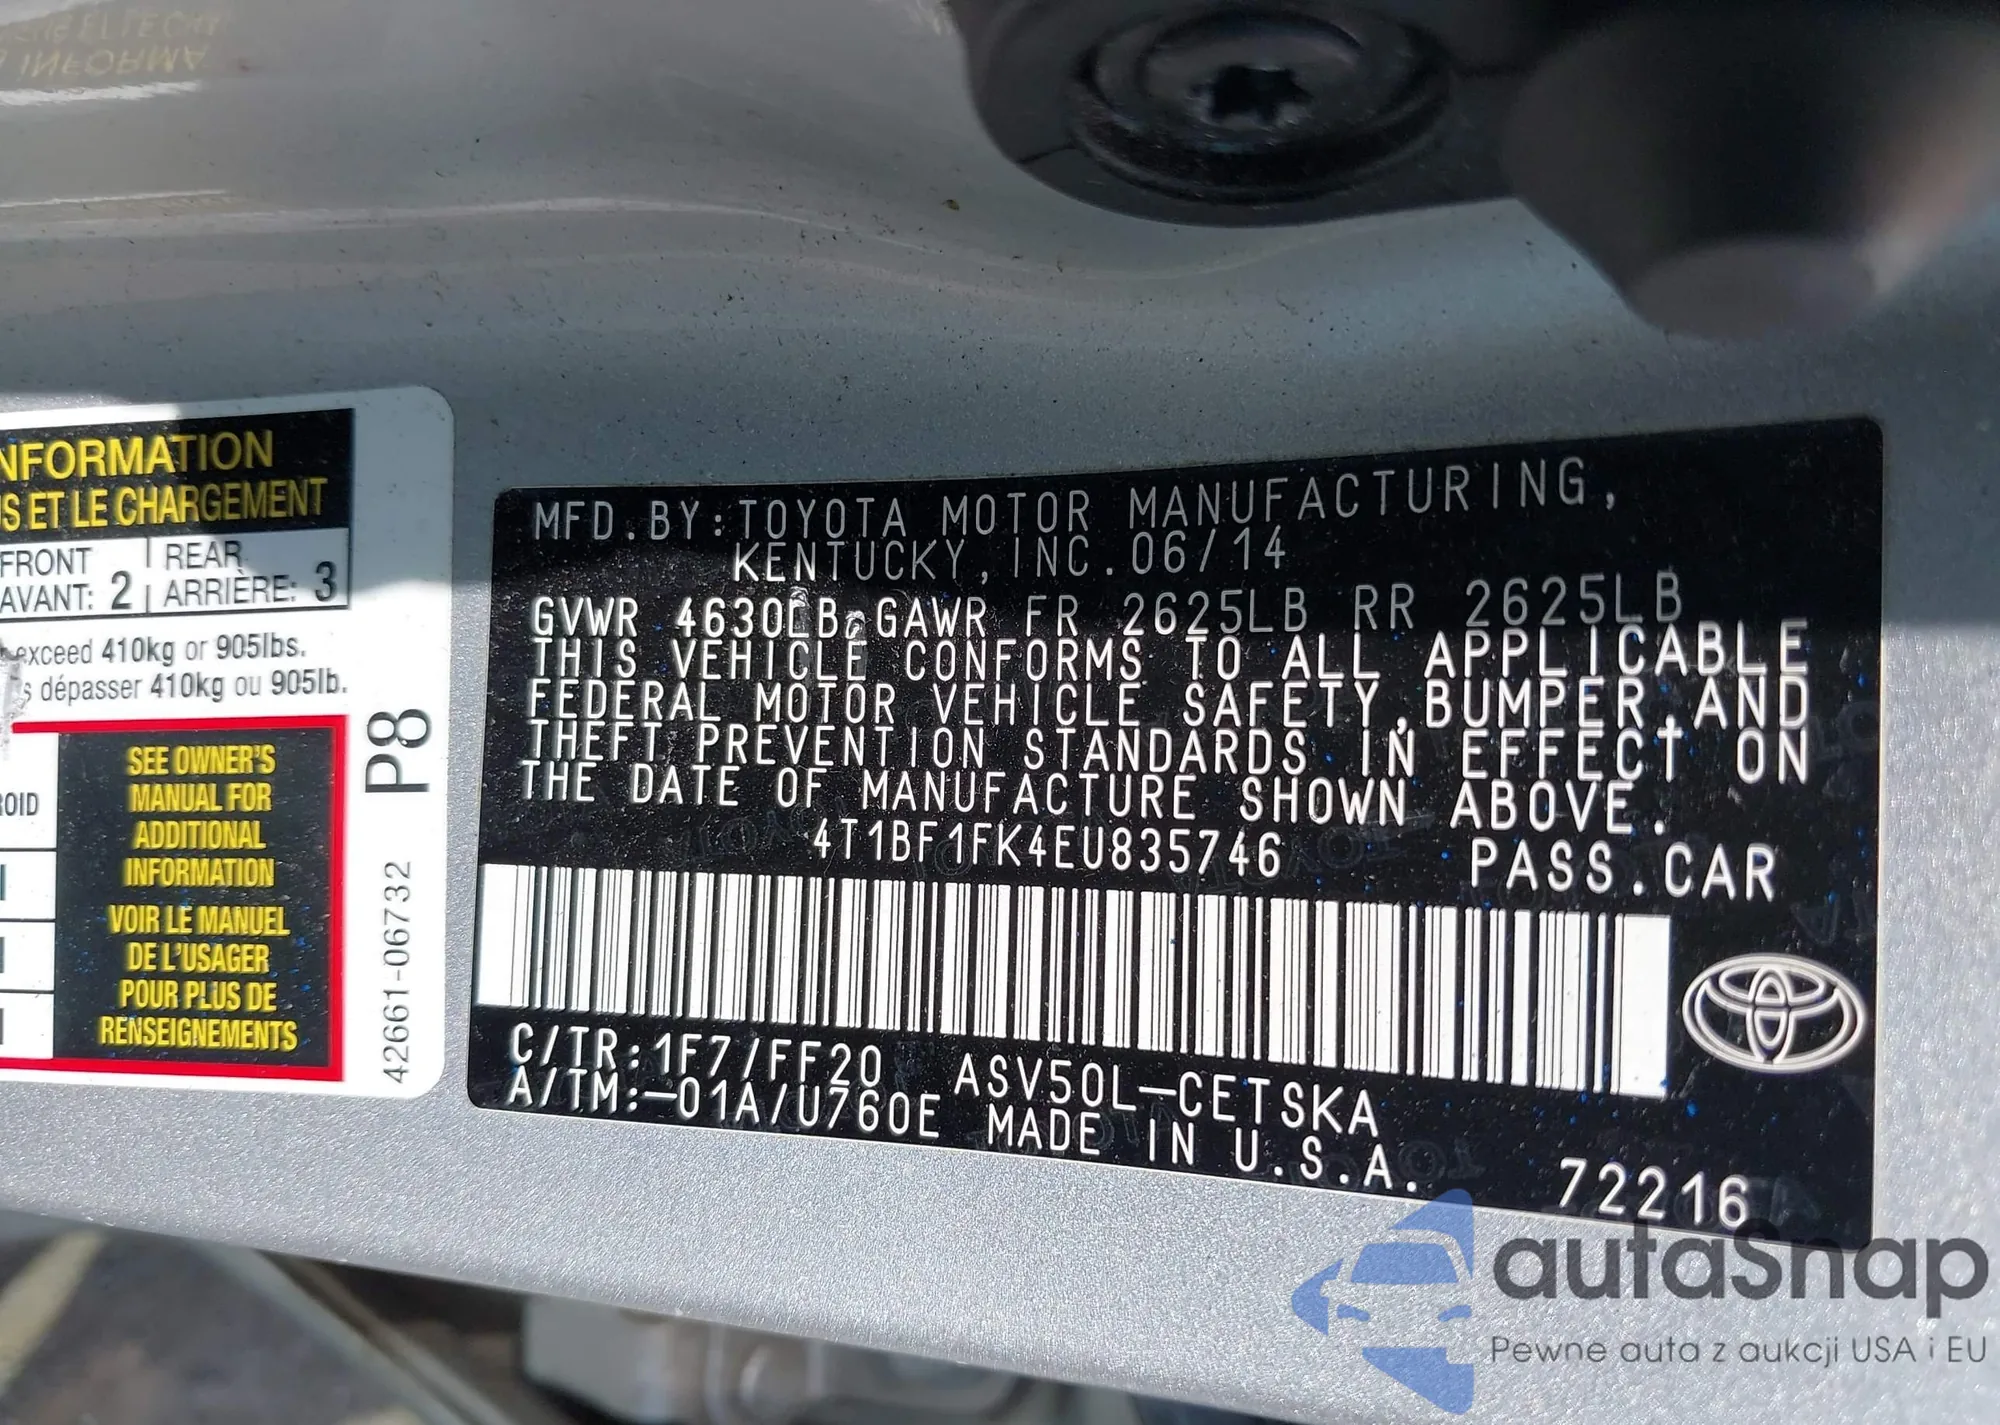 NFORMATION
US ET LE CHARGEMENT
FRONT
AVANT: 2
REAR
ARRIÈRE: 3
exceed 410kg or 905lbs.
s dépasser 410kg ou 905lb.
ROID
SEE OWNER'S
MANUAL FOR
ADDITIONAL
INFORMATION
VOIR LE MANUEL
DE L'USAGER
POUR PLUS DE
RENSEIGNEMENTS
P8
42661-06732
MFD.BY:TOYOTA MOTOR MANUFACTURING,
KENTUCKY,INC.06/14
GVWR 4630LB GAWR FR 2625LB RR 2625LB
THIS VEHICLE CONFORMS TO ALL APPLICABLE
FEDERAL MOTOR VEHICLE SAFETY,BUMPER,AND
THEFT PREVENTION STANDARDS IN EFFECT ON
THE DATE OF MANUFACTURE SHOWN ABOVE.
4T1BF1FK4EU835746 PASS.CAR
C/TR:1F7/FF20 ASV50L-CETSKA
A/TM:-01A/U760E MADE IN U.S.A.
72216
autaSnap
Pewne auta z aukcji USA i EU